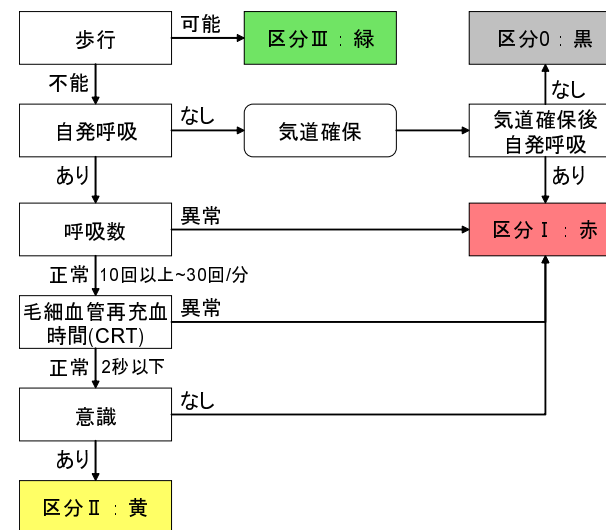 歩行
可能
区分Ⅲ：緑
区分0：黒
不能
なし
自発呼吸
なし
気道確保
気道確保後
自発呼吸
あり
あり
呼吸数
異常
区分Ⅰ：赤
正常
10回以上~30回/分
毛細血管再充血
時間(CRT)
異常
正常
2秒以下
意識
なし
あり
区分Ⅱ：黄